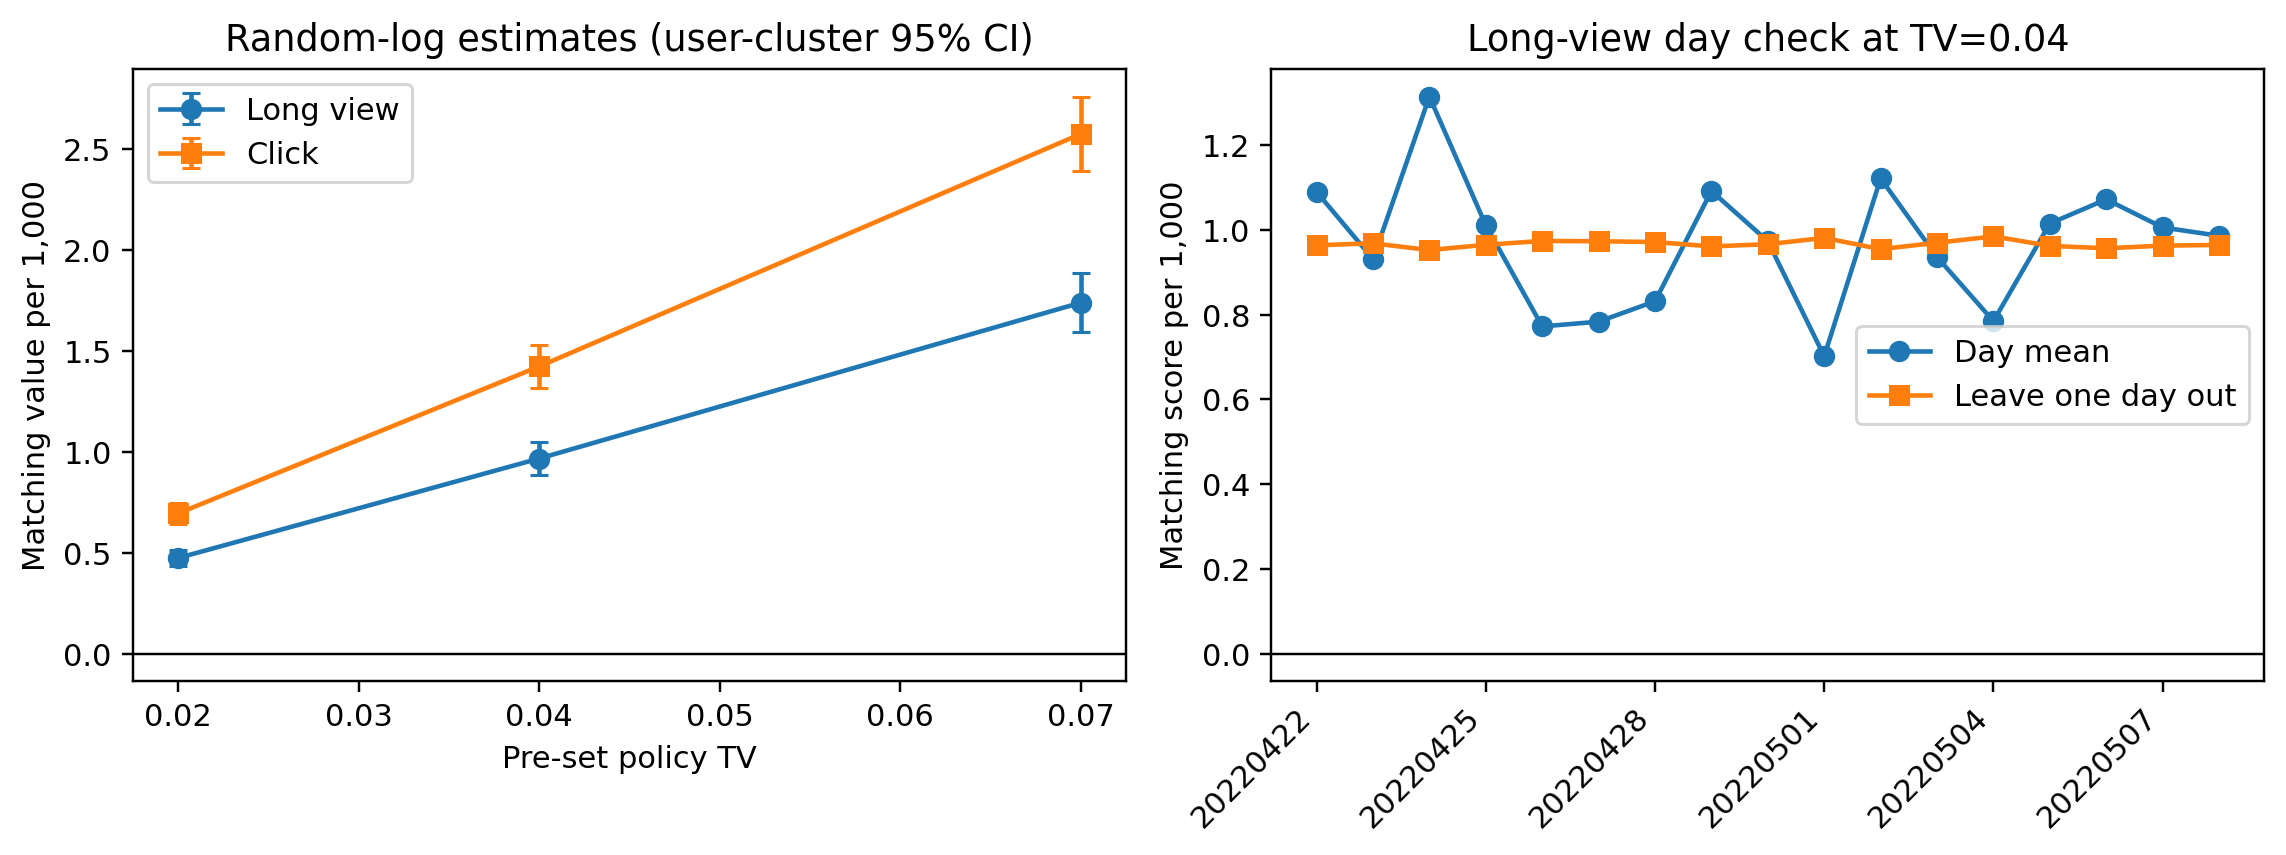 Random-log estimates (user-cluster 95% CI)
Matching value per 1,000
2.5
2.0
1.5
1.0
0.5
0.0
Long view
Click
0.02
0.03
0.04
0.05
0.06
0.07
Pre-set policy TV
Long-view day check at TV=0.04
Matching score per 1,000
1.2
1.0
0.8
0.6
0.4
0.2
0.0
Day mean
Leave one day out
20220422
20220425
20220428
20220501
20220504
20220507